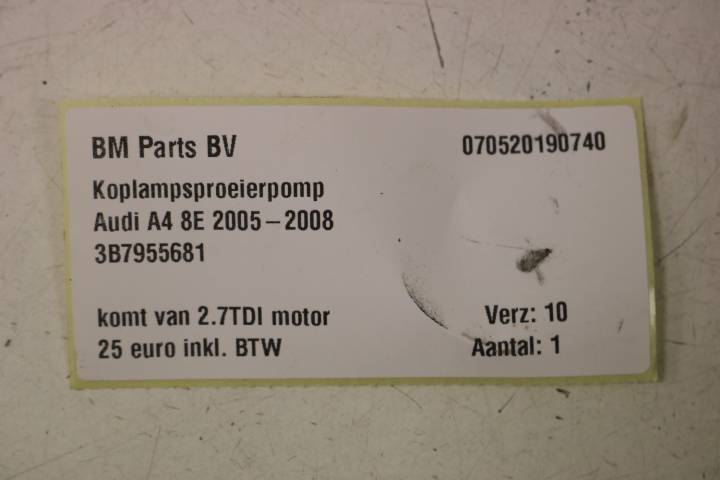 BM Parts BV 070520190740
Koplampsproeierpomp
Audi A4 8E 2005-2008
3B7955681
komt van 2.7TDI motor Verz: 10
25 euro inkl. BTW Aantal: 1